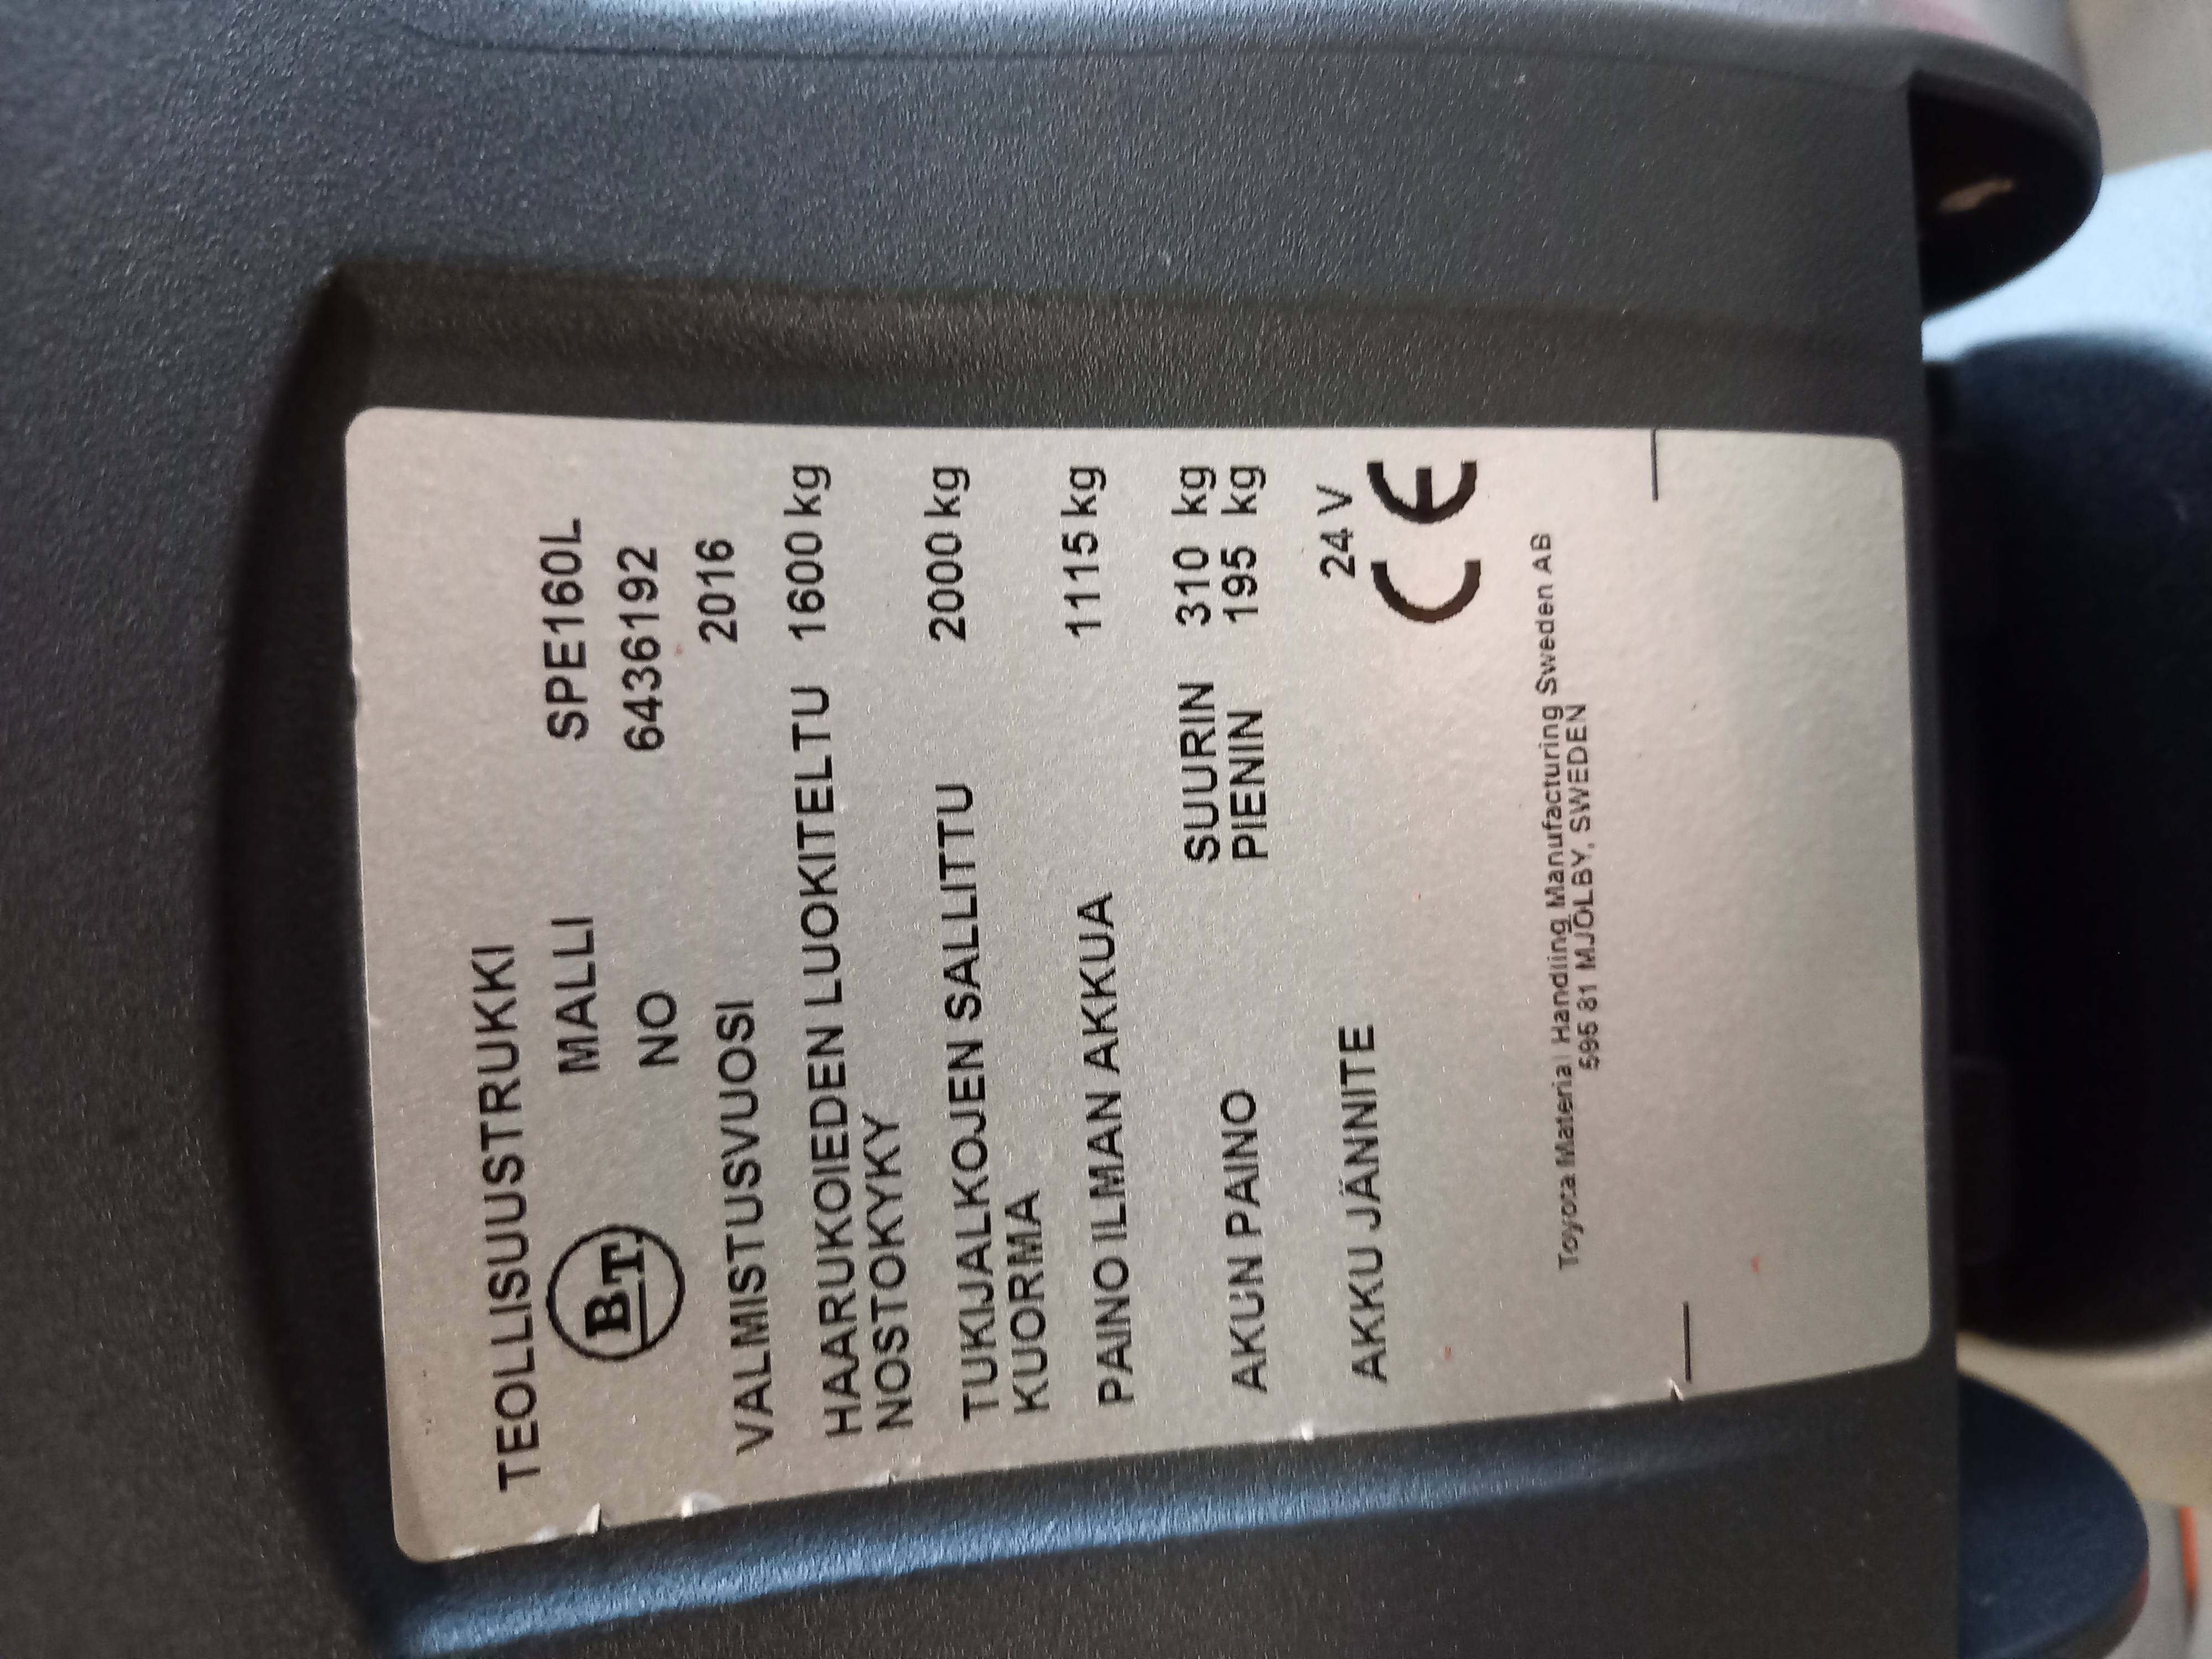 TEOLLISUUSTRUKKI
BT MALLI SPE160L
NO 6436192
VALMISTUSVUOSI 2016
HAARUKOIEDEN LUOKITELTU 1600 kg
NOSTOKYKY
TUKIJALKOJEN SALLITTU 2000 kg
KUORMA
PAINO ILMAN AKKUA 1115 kg
SUURIN 310 kg
AKUN PAINO PIENIN 195 kg
AKKU JÄNNITE 24 V
CE
Toyota Material Handling Manufacturing Sweden AB
595 81 MJÖLBY, SWEDEN